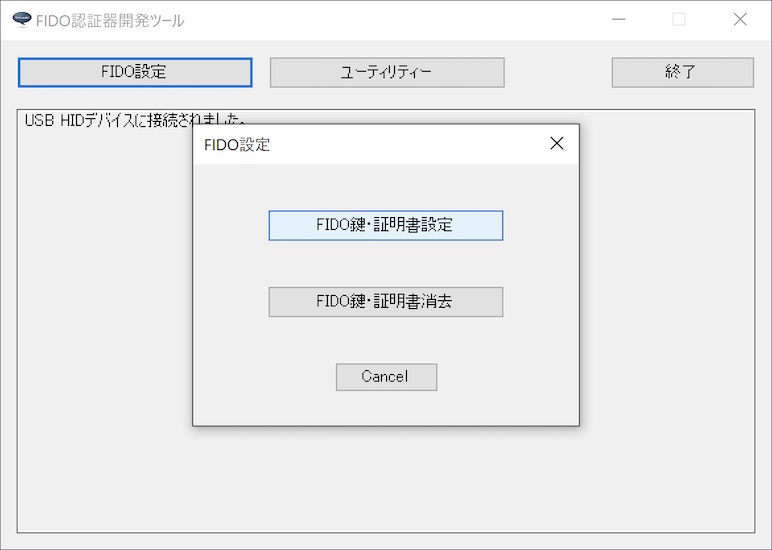 FIDO認証器開発ツール
FIDO設定
ユーティリティー
終了
USB HIDデバイスに接続されました。
FIDO設定
FIDO鍵・証明書設定
FIDO鍵・証明書消去
Cancel